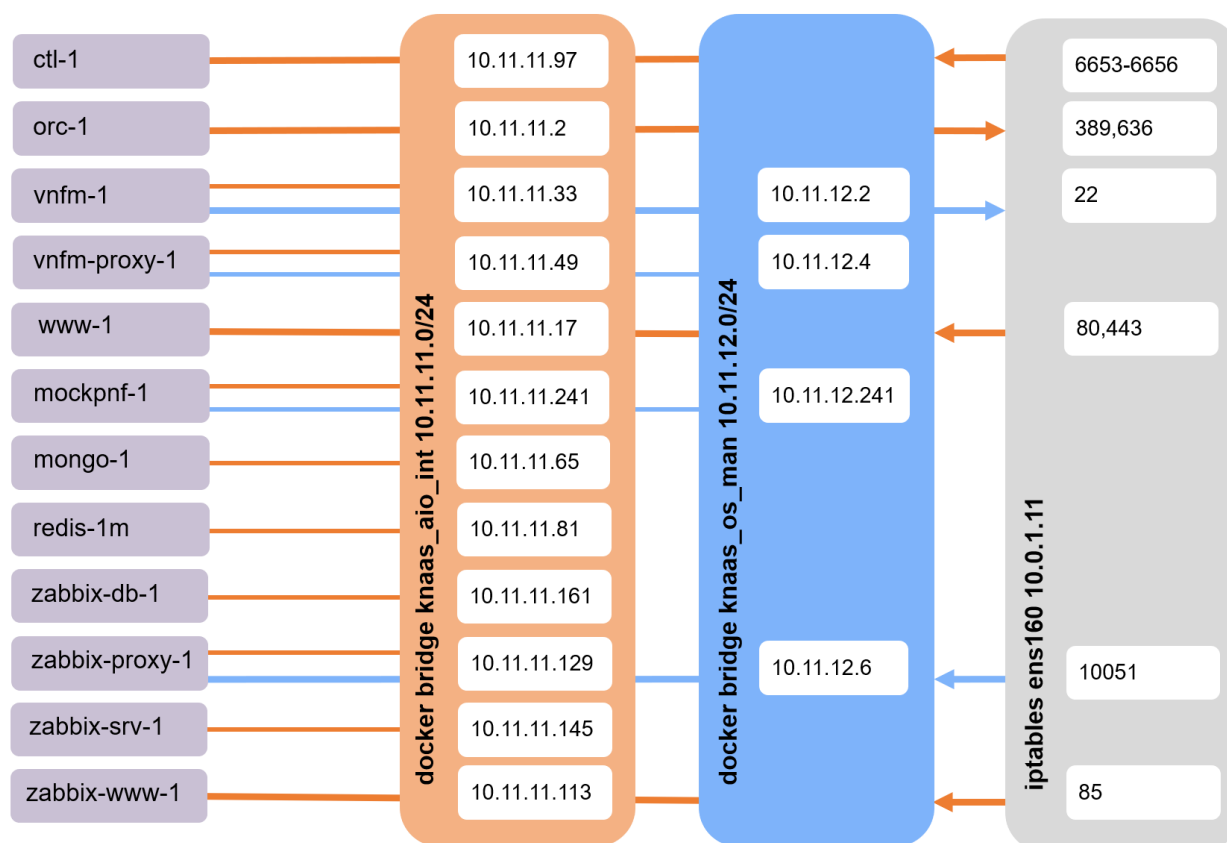 ctl-1
orc-1
vnfm-1
vnfm-proxy-1
www-1
mockpnf-1
mongo-1
redis-1m
zabbix-db-1
zabbix-proxy-1
zabbix-srv-1
zabbix-www-1
docker bridge knaas_aio_int 10.11.11.0/24
10.11.11.97
10.11.11.2
10.11.11.33
10.11.11.49
10.11.11.17
10.11.11.241
10.11.11.65
10.11.11.81
10.11.11.161
10.11.11.129
10.11.11.145
10.11.11.113
docker bridge knaas_os_man 10.11.12.0/24
10.11.12.2
10.11.12.4
10.11.12.241
10.11.12.6
iptables ens160 10.0.1.11
6653-6656
389,636
22
80,443
10051
85